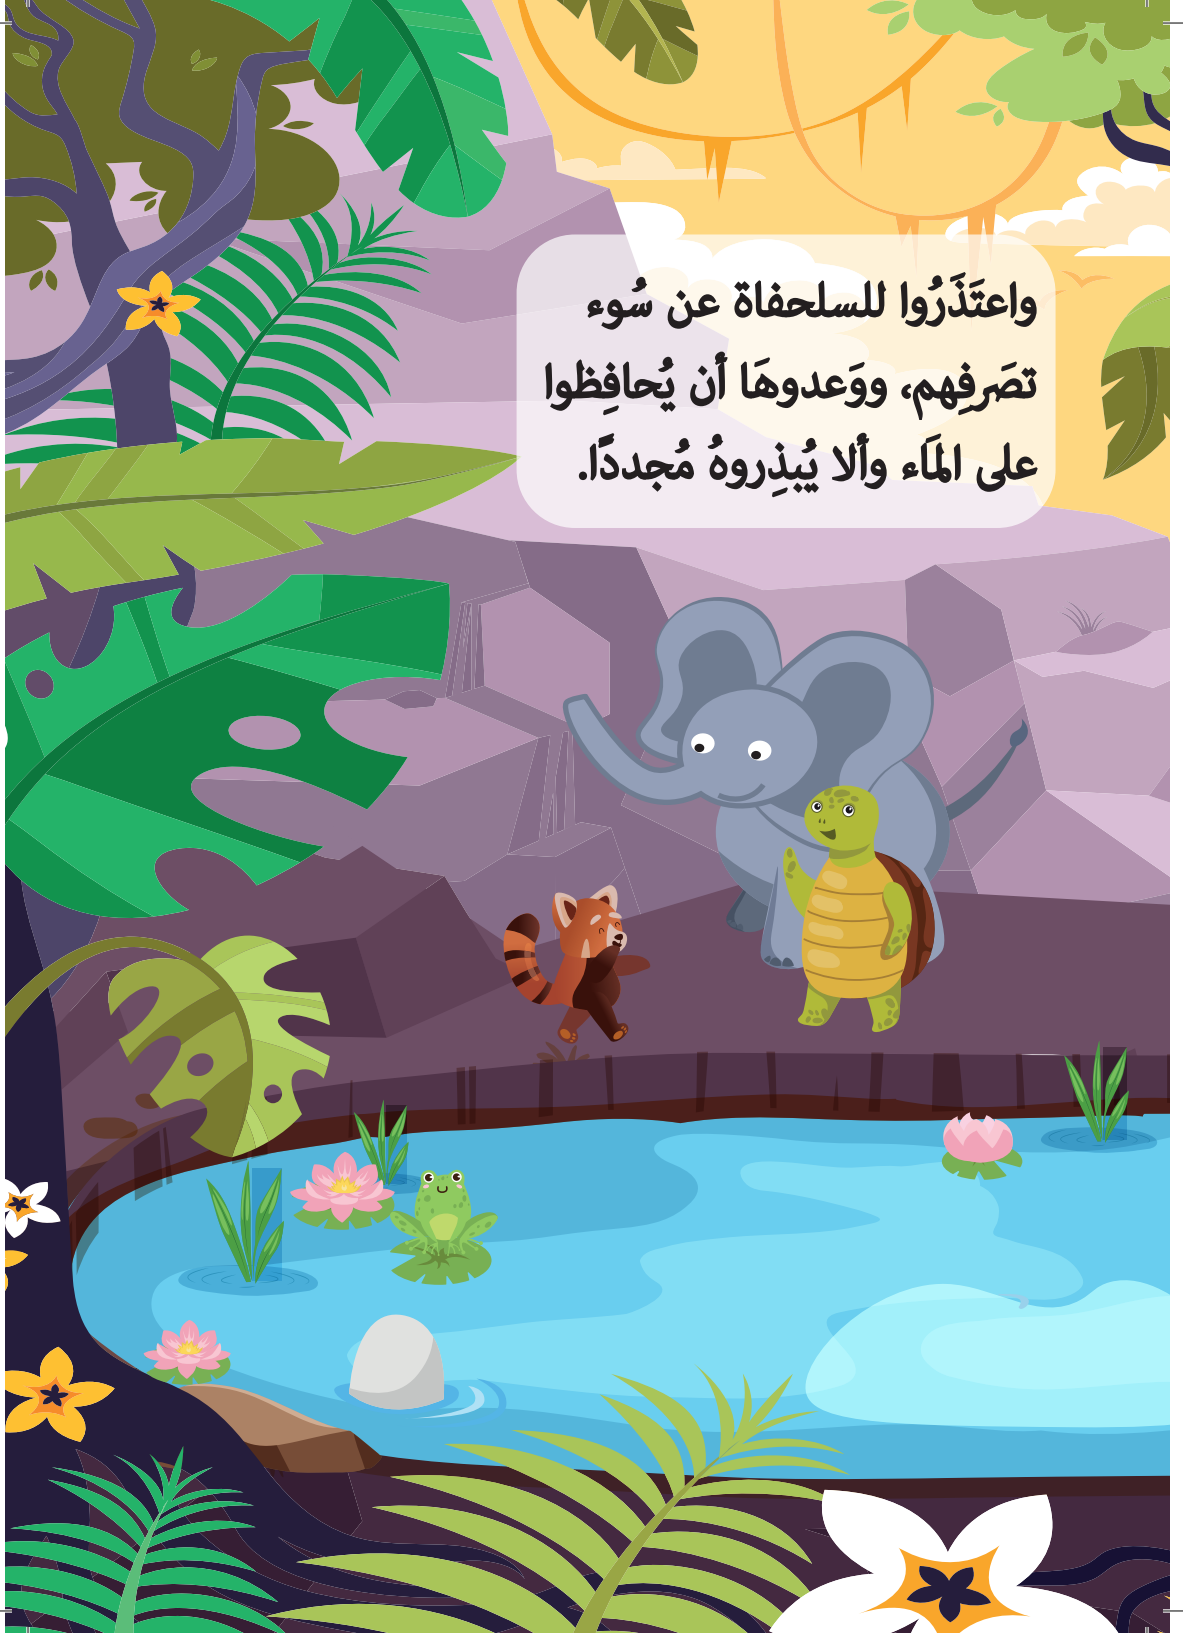 واعتَذَرُوا للسلحفاة عن سُوء
تصَرفِهم، ووَعدوهَا أن يُحافِظوا
على المَاء وألا يُبذِروهُ مُجددًا.